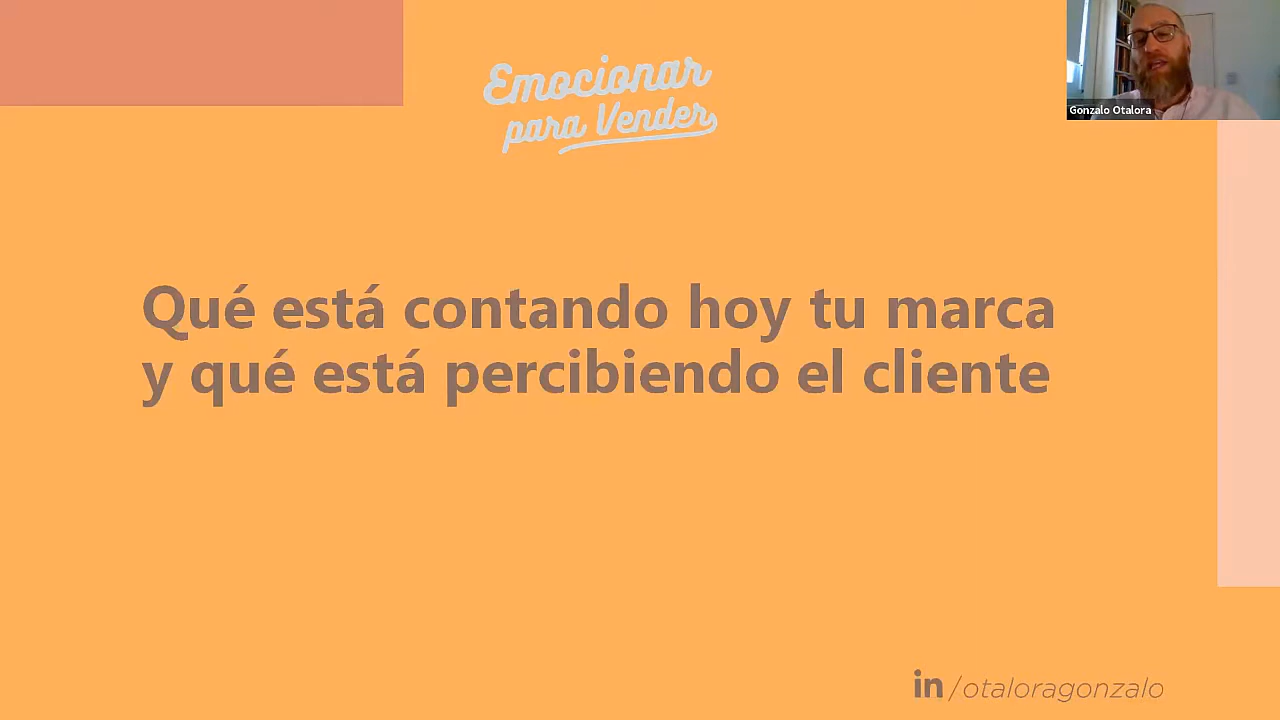 Emocionar
para Vender
Gonzalo Otalora
Qué está contando hoy tu marca
y qué está percibiendo el cliente
in/otaloragonzalo